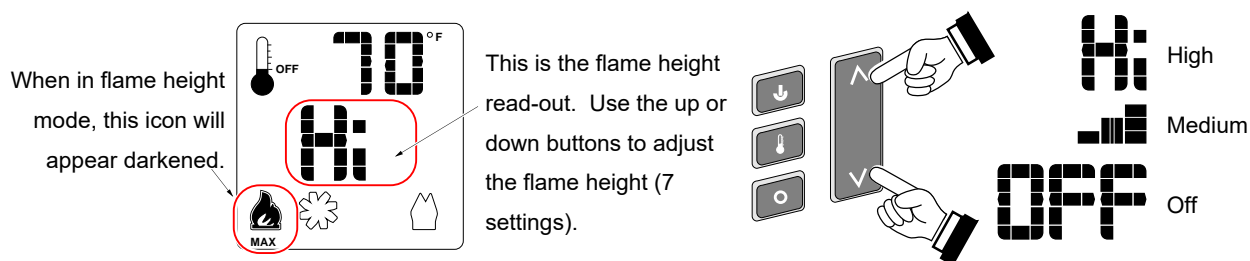 When in flame height
mode, this icon will
appear darkened.
OFF
70°F
Hi
MAX
This is the flame height
read-out. Use the up or
down buttons to adjust
the flame height (7
settings).
Hi
High
Medium
OFF
Off